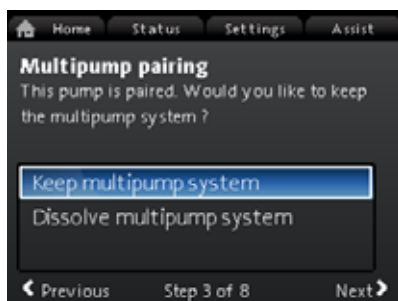 Home Status Settings Assist
Multipump pairing
This pump is paired. Would you like to keep
the multipump system ?
Keep multipump system
Dissolve multipump system
Previous Step 3 of 8 Next